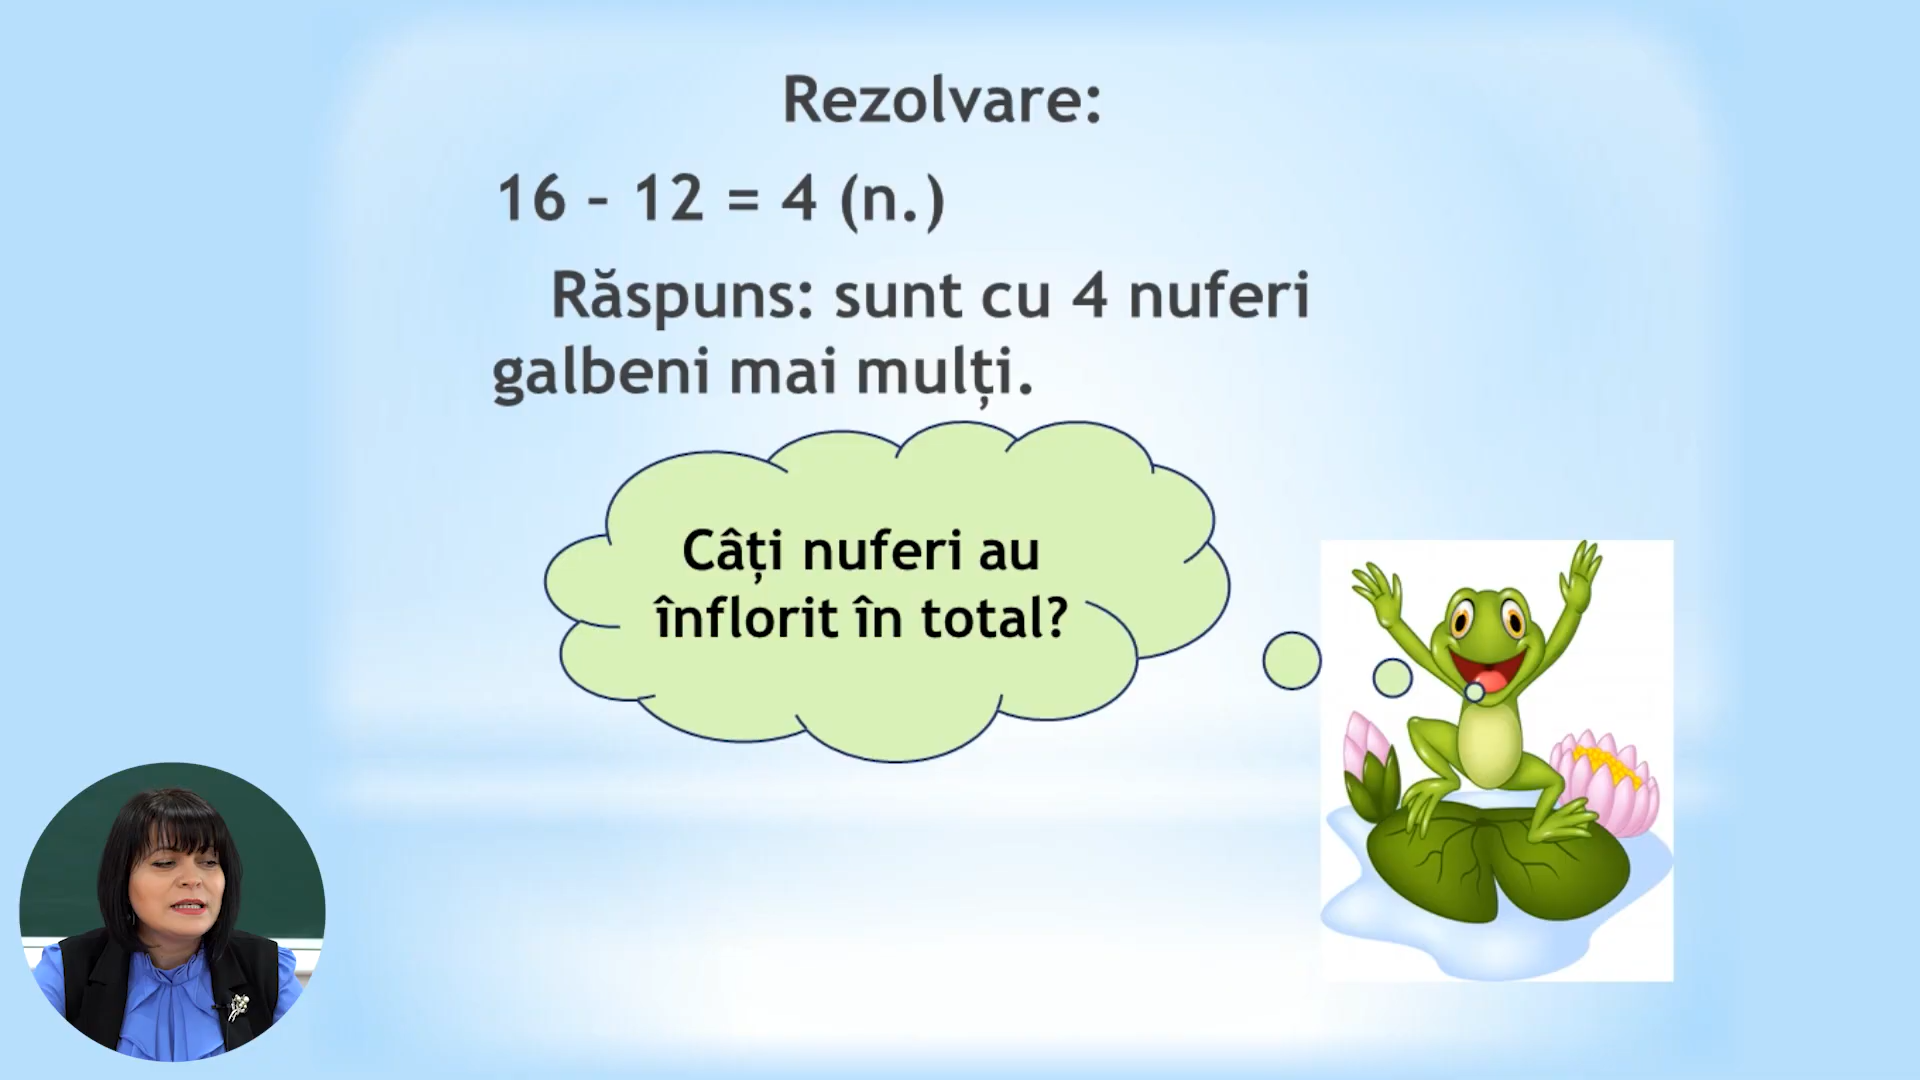 Rezolvare:
16 – 12 = 4 (n.)
Răspuns: sunt cu 4 nuferi
galbeni mai mulți.
Câți nuferi au
înflorit în total?